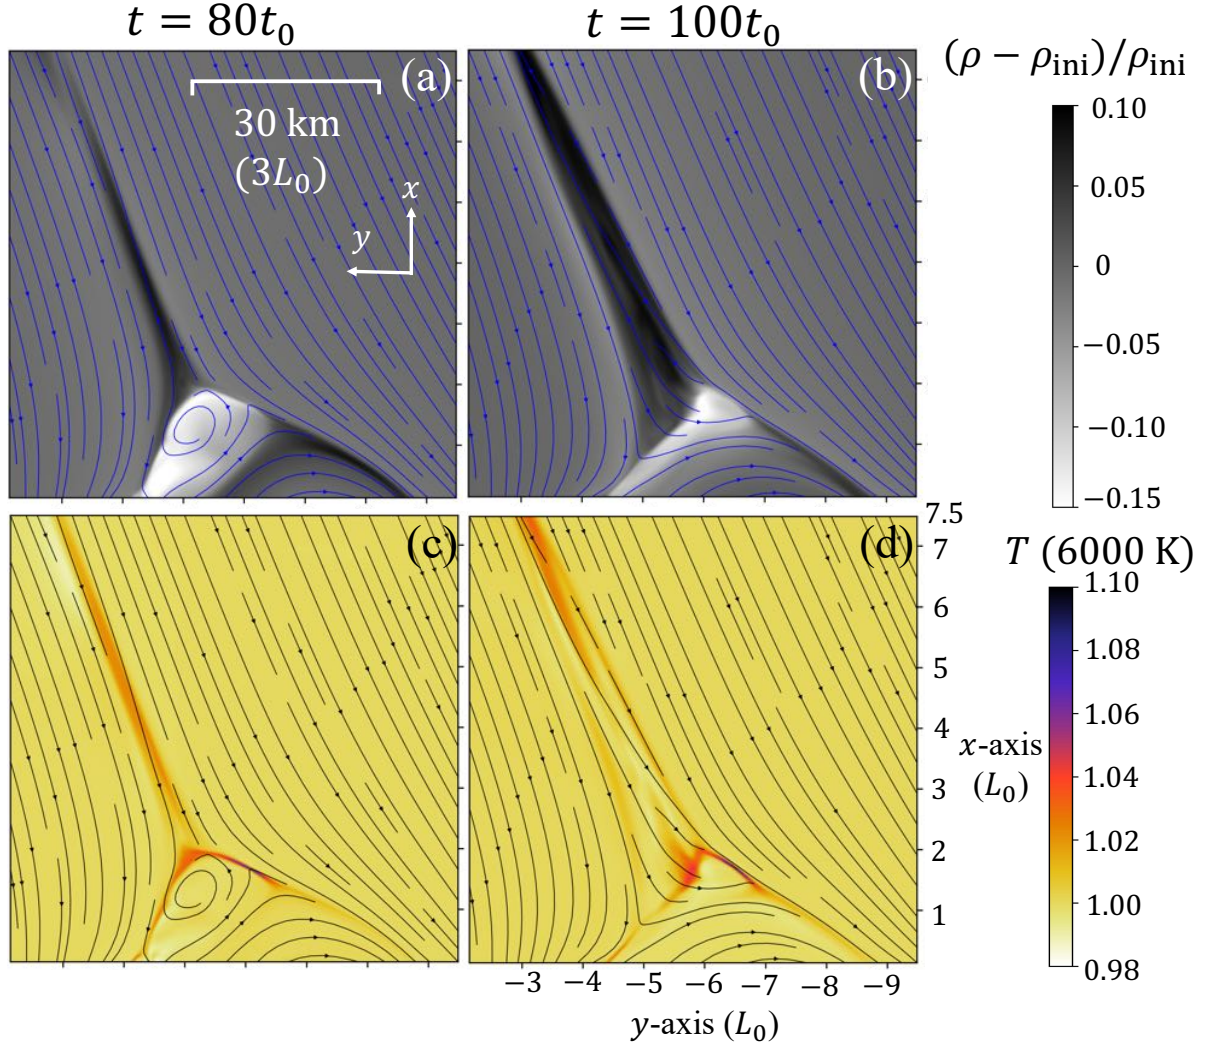 t = 80t₀
t = 100t₀
(a)
30 km
(3L₀)
x
y
(b)
(ρ − ρ_ini)/ρ_ini
0.10
0.05
0
−0.05
−0.10
−0.15
(c)
(d)
7.5
7
6
5
4
3
2
1
x-axis
(L₀)
T (6000 K)
1.10
1.08
1.06
1.04
1.02
1.00
0.98
−3 −4 −5 −6 −7 −8 −9
y-axis (L₀)